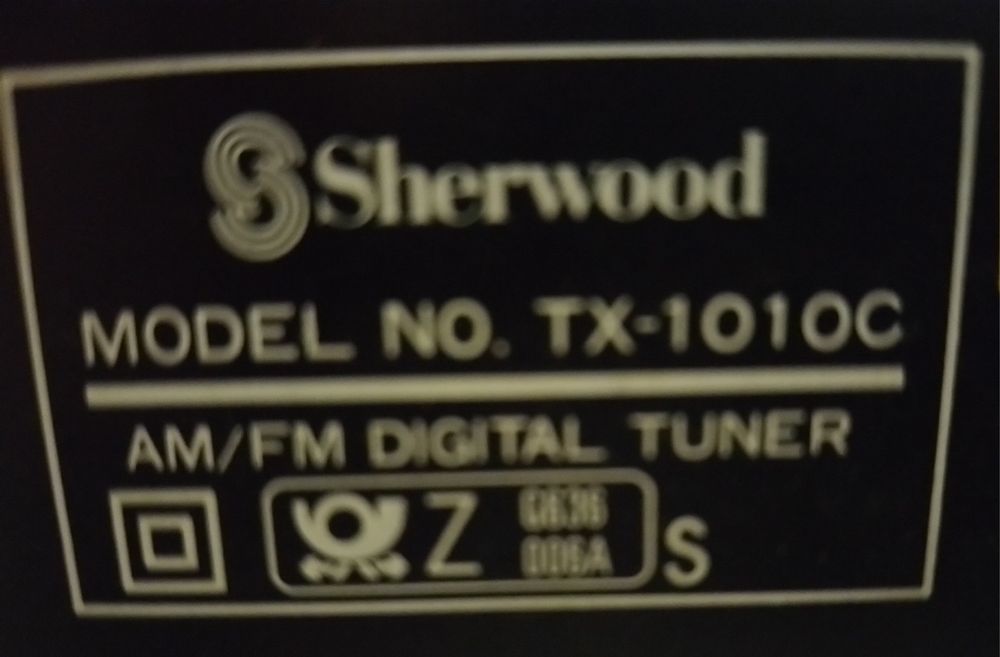 Sherwood
MODEL NO. TX-1010C
AM/FM DIGITAL TUNER
Z
S